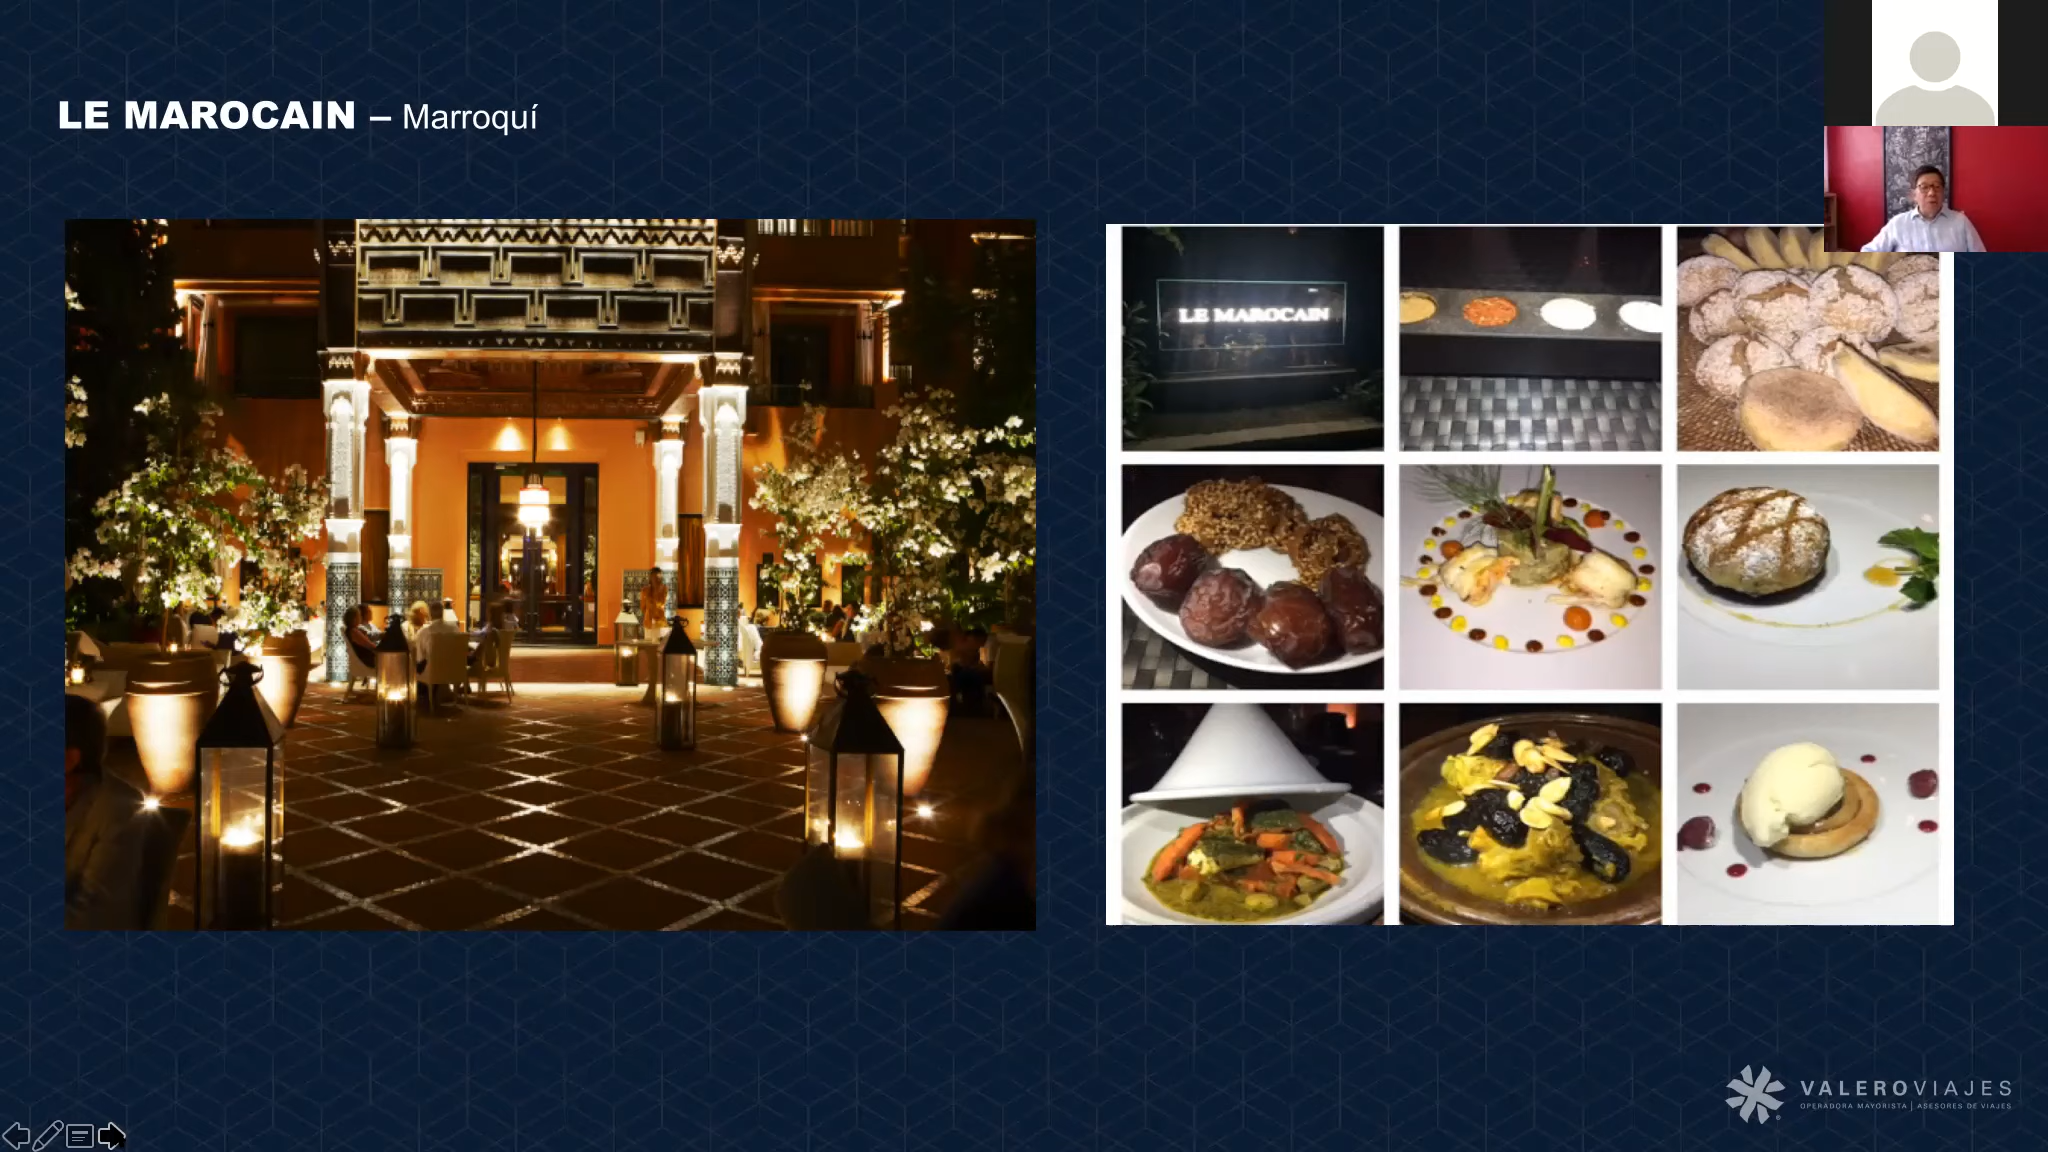 LE MAROCAIN – Marroquí
LE MAROCAIN
VALEROVIAJES
OPERADORA MAYORISTA | ASESORES DE VIAJES